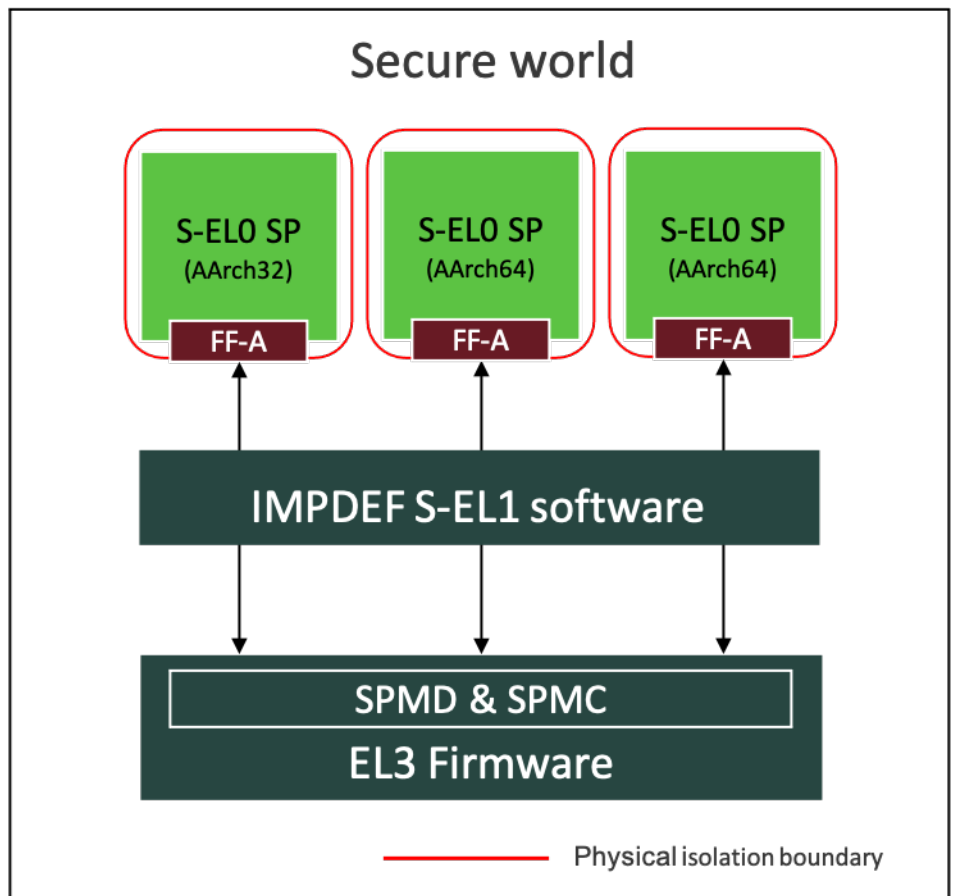 Secure world
S-EL0 SP
(AArch32)
FF-A
S-EL0 SP
(AArch64)
FF-A
S-EL0 SP
(AArch64)
FF-A
IMPDEF S-EL1 software
SPMD & SPMC
EL3 Firmware
Physical isolation boundary